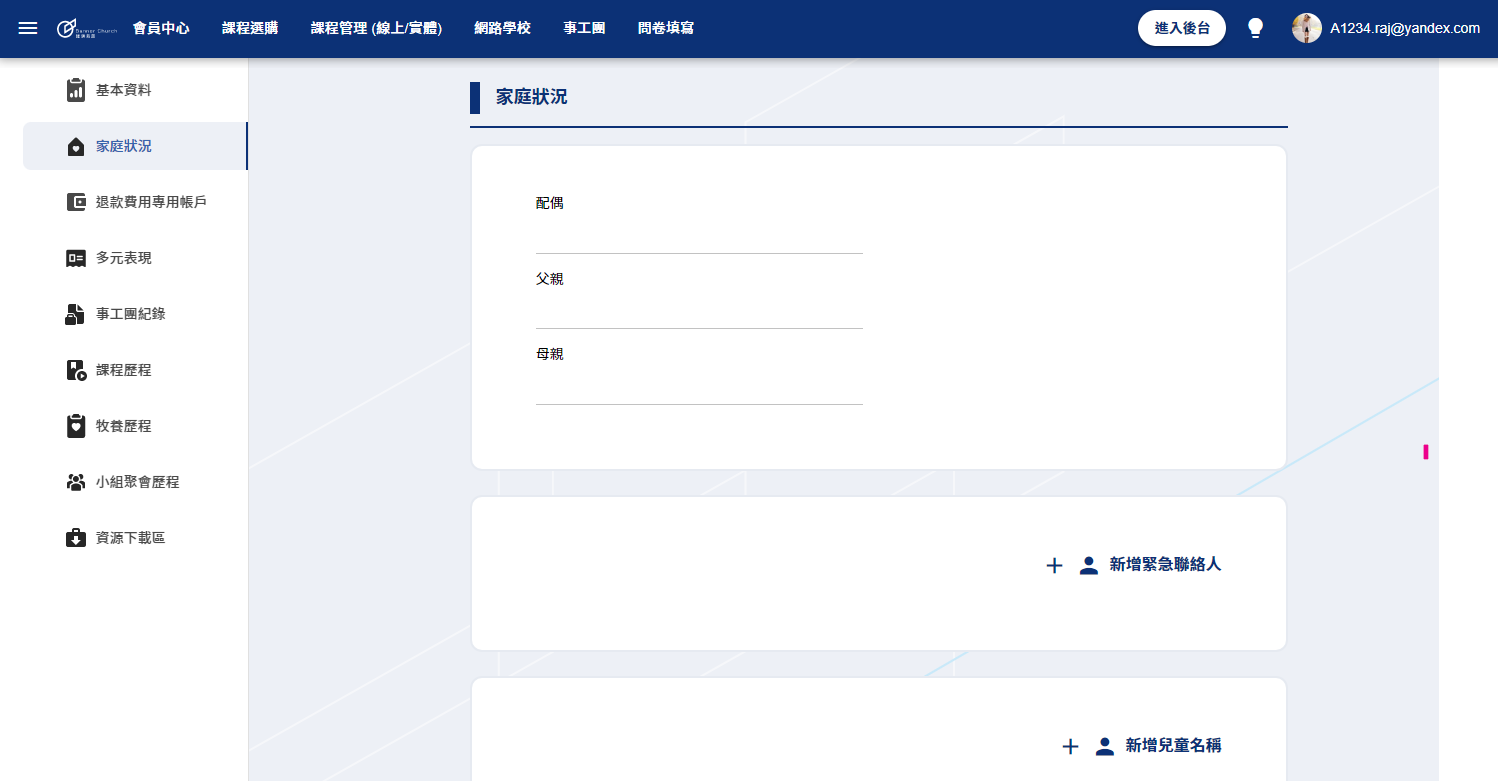 Banner Church
會員中心
課程選購
課程管理 (線上/實體)
網路學校
事工團
問卷填寫
進入後台
A1234.raj@yandex.com
基本資料
家庭狀況
退款費用專用帳戶
多元表現
事工團紀錄
課程歷程
牧養歷程
小組聚會歷程
資源下載區
家庭狀況
配偶
父親
母親
新增緊急聯絡人
新增兒童名稱